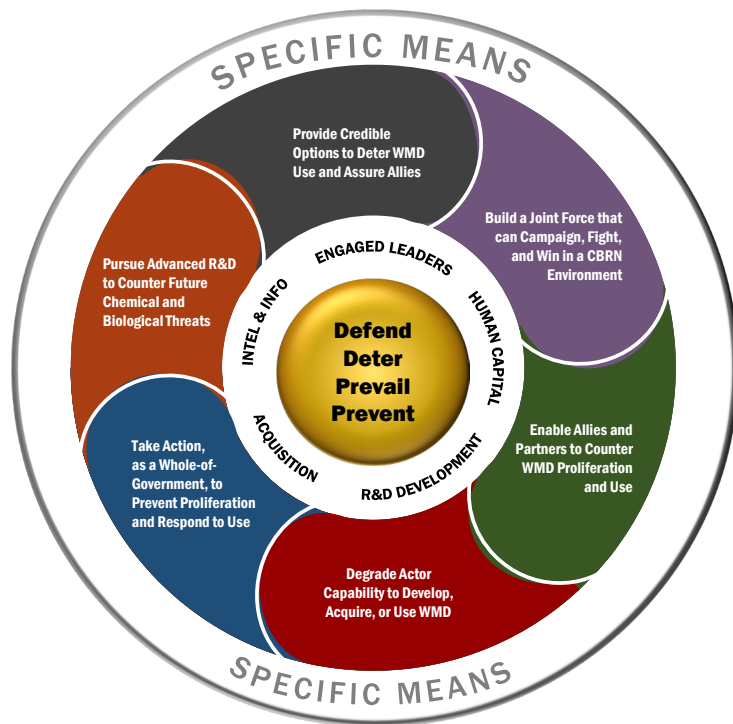 SPECIFIC MEANS
Provide Credible
Options to Deter WMD
Use and Assure Allies
Build a Joint Force that
can Campaign, Fight,
and Win in a CBRN
Environment
Pursue Advanced R&D
to Counter Future
Chemical and
Biological Threats
ENGAGED LEADERS
HUMAN CAPITAL
R&D DEVELOPMENT
ACQUISITION
INTEL & INFO
Defend
Deter
Prevail
Prevent
Enable Allies and
Partners to Counter
WMD Proliferation
and Use
Take Action,
as a Whole-of-
Government, to
Prevent Proliferation
and Respond to Use
Degrade Actor
Capability to Develop,
Acquire, or Use WMD
SPECIFIC MEANS